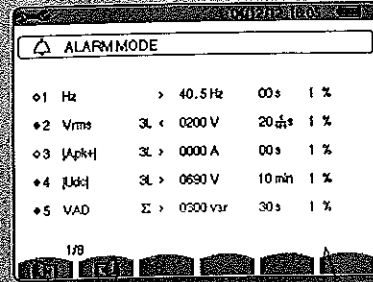 ALARM MODE
1 Hz > 40.5 Hz 00 s 1 %
2 Vrms 3L < 0200 V 20 s 1 %
3 |Apk+| 3L > 0000 A 00 s 1 %
4 |Udc| 3L > 0690 V 10 min 1 %
5 VAD Σ > 0300 var 30 s 1 %
1/8